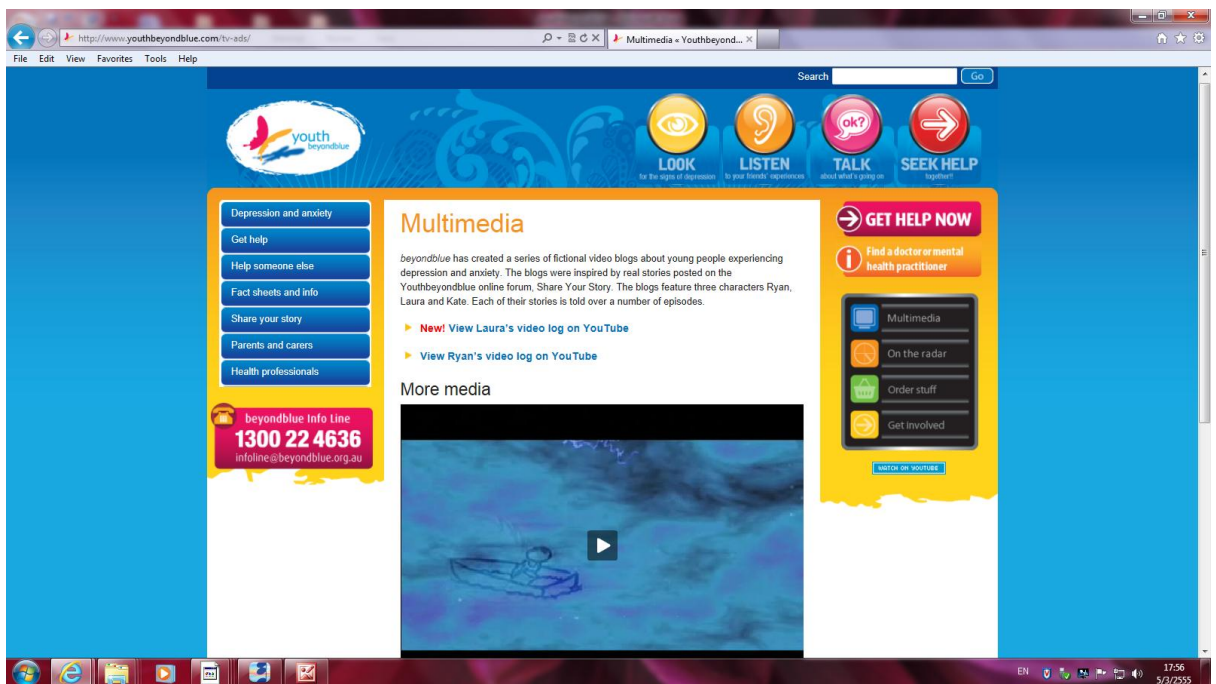 http://www.youthbeyondblue.com/tv-ads/
Multimedia « Youthbeyond...
File Edit View Favorites Tools Help
Search
Go
youth
beyondblue
LOOK
for the signs of depression
LISTEN
to your friends' experiences
ok?
TALK
about what's going on
SEEK HELP
together!!
Depression and anxiety
Get help
Help someone else
Fact sheets and info
Share your story
Parents and carers
Health professionals
beyondblue Info Line
1300 22 4636
infoline@beyondblue.org.au
Multimedia
beyondblue has created a series of fictional video blogs about young people experiencing
depression and anxiety. The blogs were inspired by real stories posted on the
Youthbeyondblue online forum, Share Your Story. The blogs feature three characters Ryan,
Laura and Kate. Each of their stories is told over a number of episodes.
New! View Laura's video log on YouTube
View Ryan's video log on YouTube
More media
GET HELP NOW
Find a doctor or mental
health practitioner
Multimedia
On the radar
Order stuff
Get involved
WATCH ON YOUTUBE
EN
17:56
5/3/2555